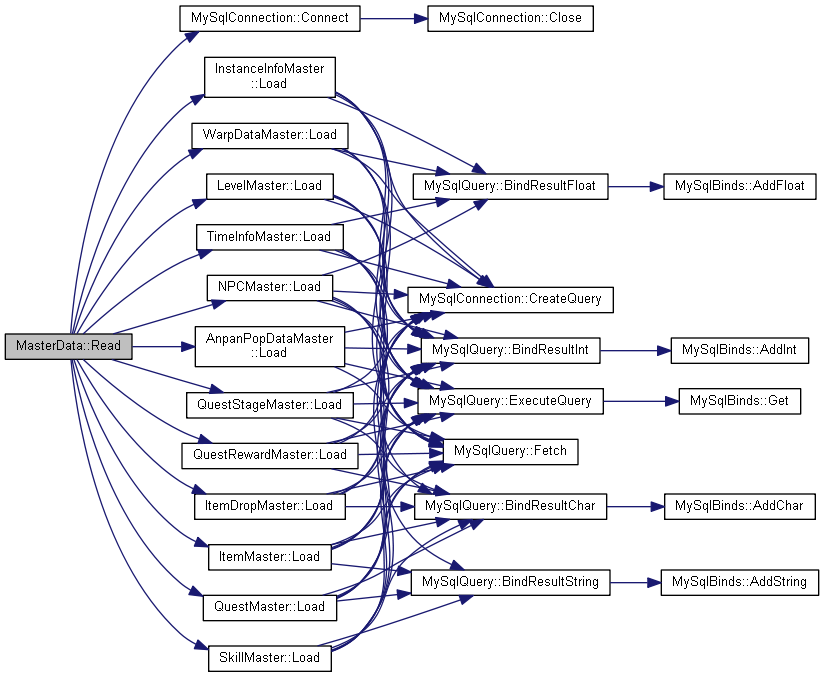 MasterData::Read
MySqlConnection::Connect
MySqlConnection::Close
InstanceInfoMaster
::Load
WarpDataMaster::Load
LevelMaster::Load
TimeInfoMaster::Load
NPCMaster::Load
AnpanPopDataMaster
::Load
QuestStageMaster::Load
QuestRewardMaster::Load
ItemDropMaster::Load
ItemMaster::Load
QuestMaster::Load
SkillMaster::Load
MySqlQuery::BindResultFloat
MySqlConnection::CreateQuery
MySqlQuery::BindResultInt
MySqlQuery::ExecuteQuery
MySqlQuery::Fetch
MySqlQuery::BindResultChar
MySqlQuery::BindResultString
MySqlBinds::AddFloat
MySqlBinds::AddInt
MySqlBinds::Get
MySqlBinds::AddChar
MySqlBinds::AddString